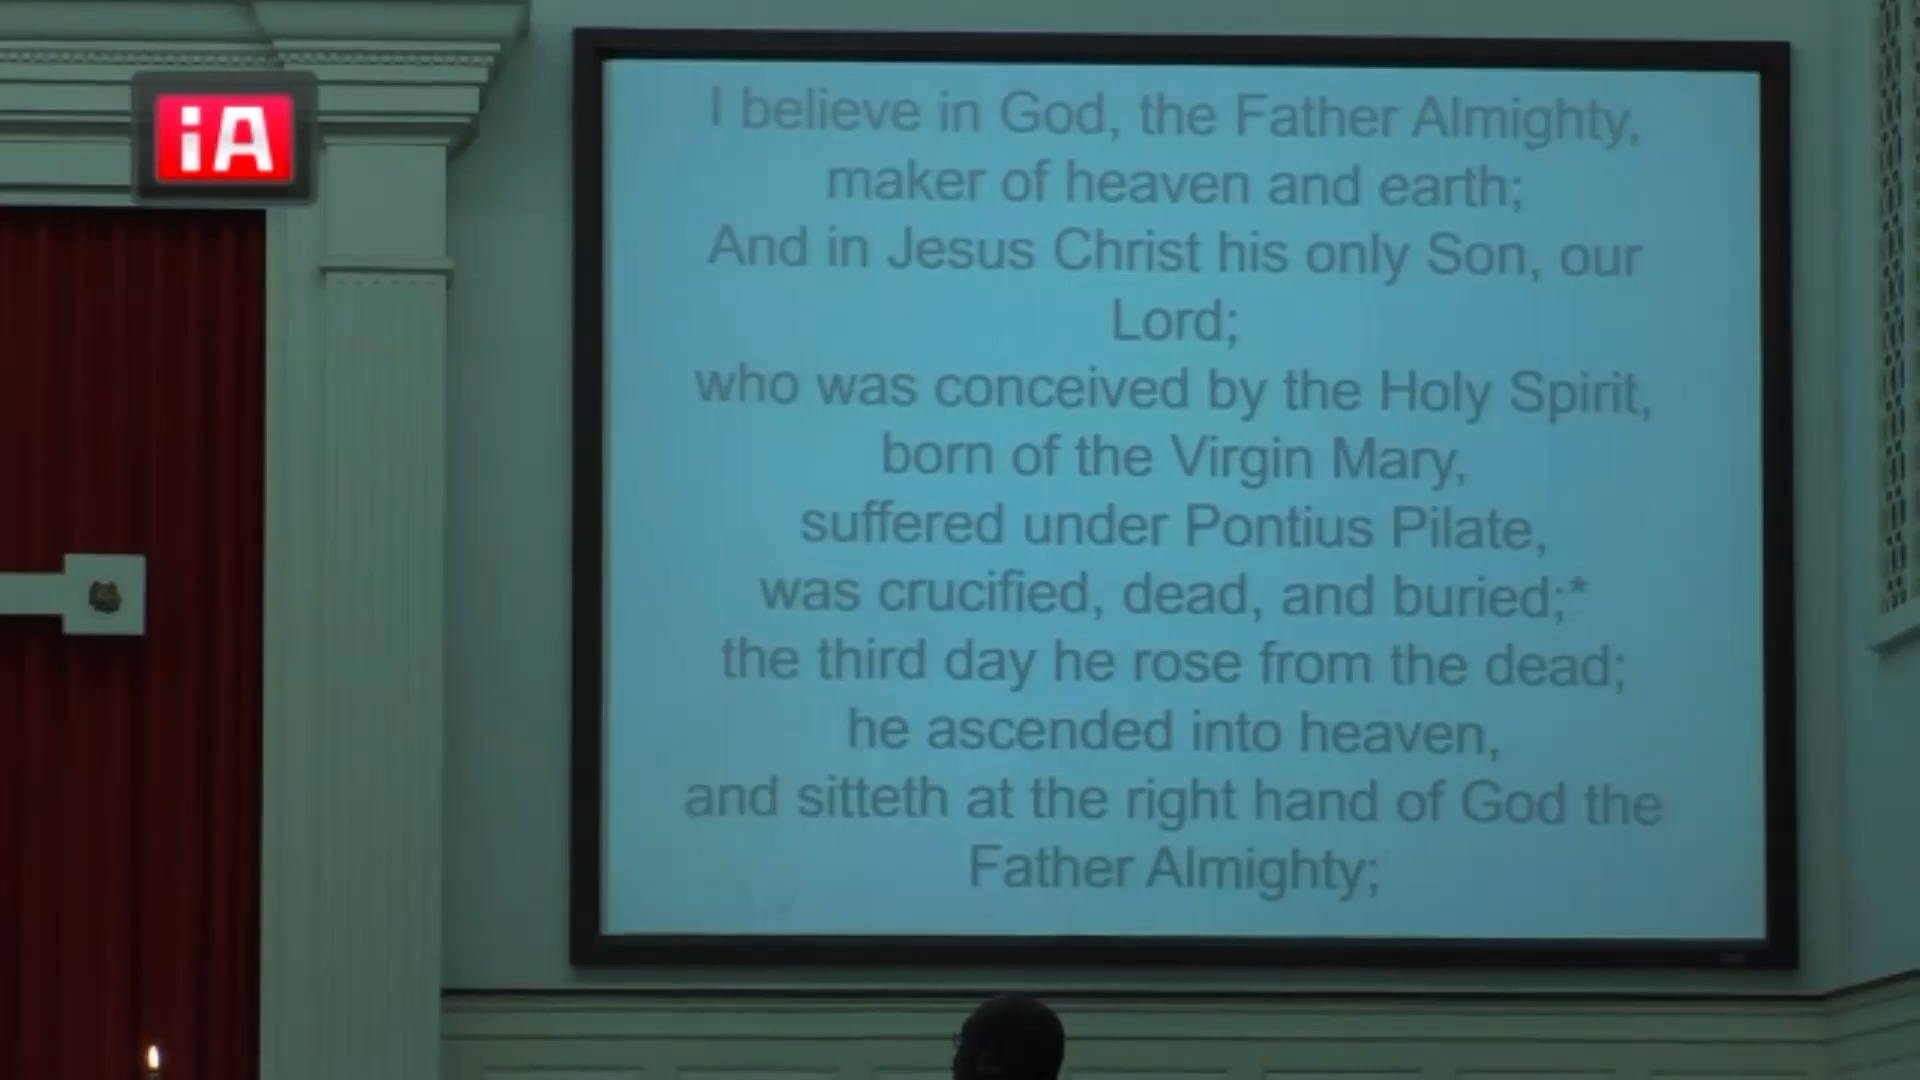 iA
I believe in God, the Father Almighty,
maker of heaven and earth;
And in Jesus Christ his only Son, our
Lord;
who was conceived by the Holy Spirit,
born of the Virgin Mary,
suffered under Pontius Pilate,
was crucified, dead, and buried;*
the third day he rose from the dead;
he ascended into heaven,
and sitteth at the right hand of God the
Father Almighty;